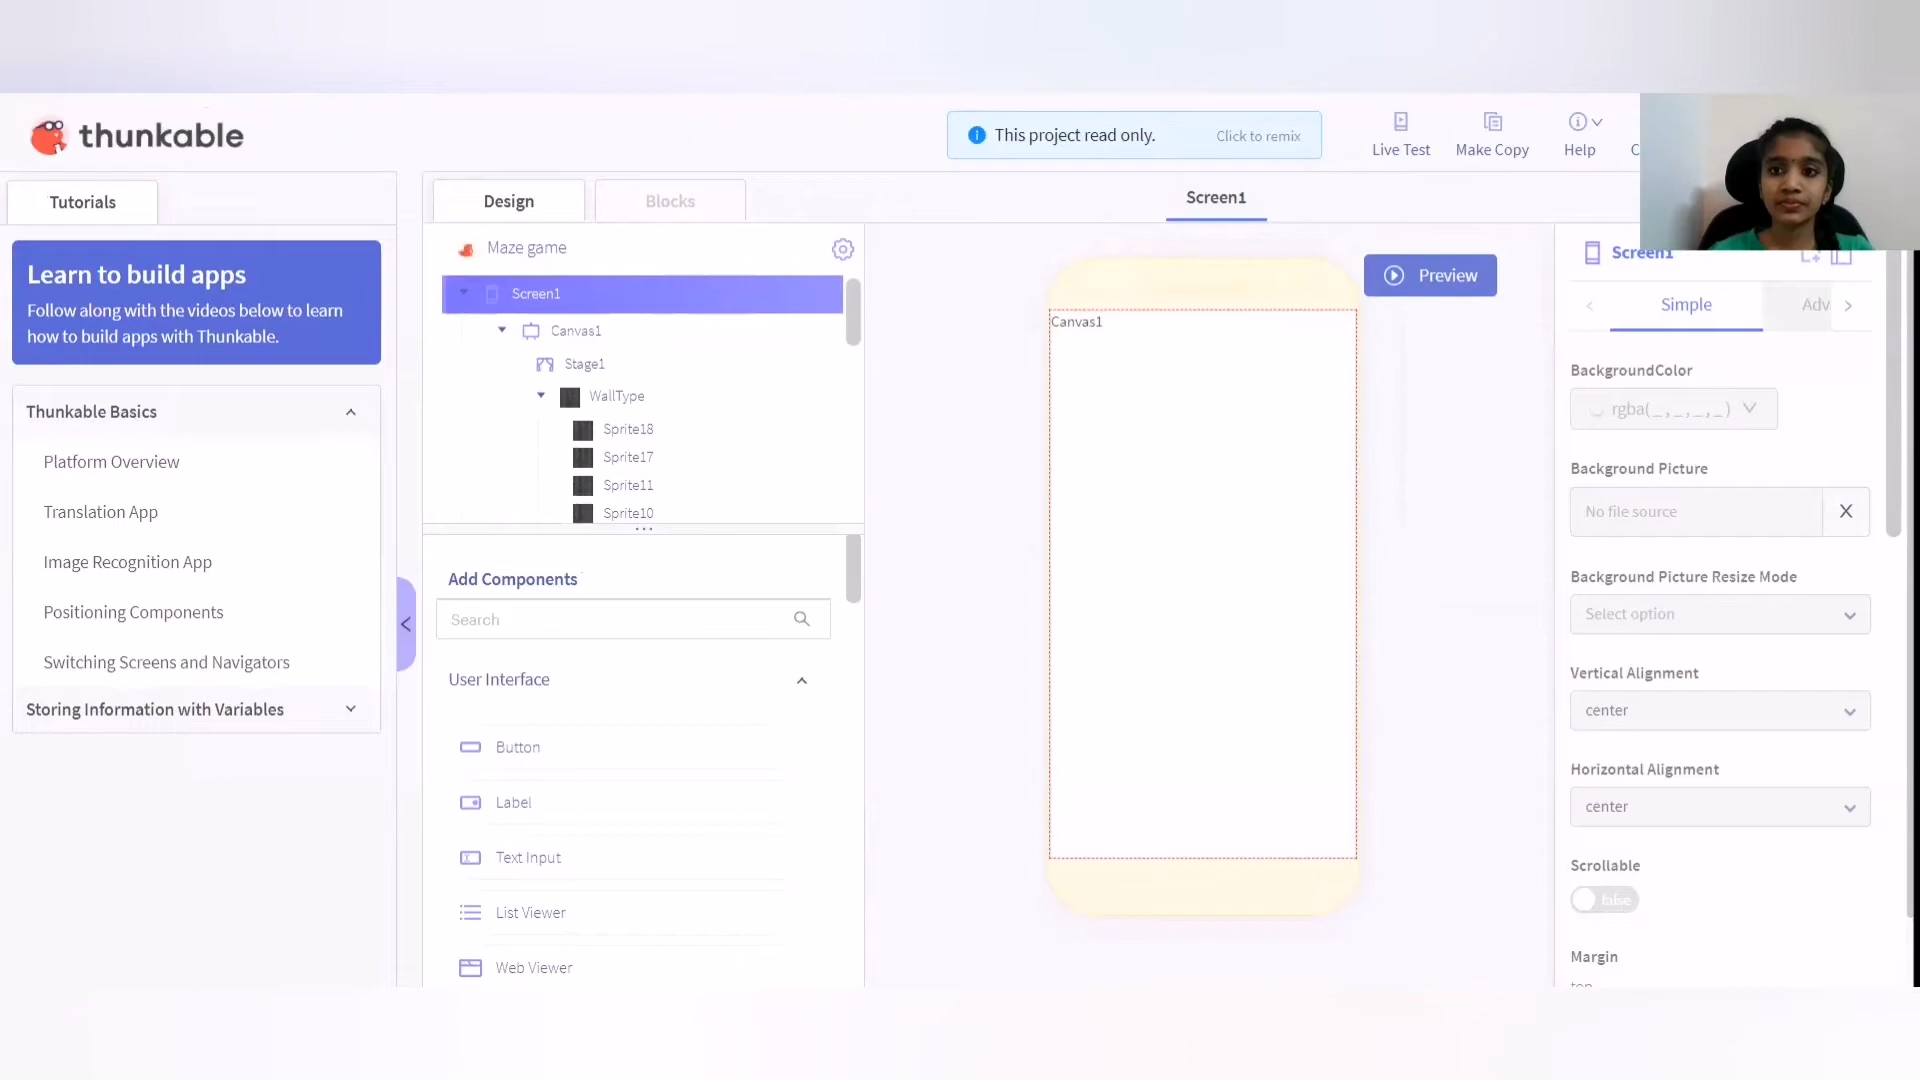 thunkable
This project read only.
Click to remix
Live Test
Make Copy
Help
C
Tutorials
Design
Blocks
Screen1
Learn to build apps
Follow along with the videos below to learn
how to build apps with Thunkable.
Thunkable Basics
Platform Overview
Translation App
Image Recognition App
Positioning Components
Switching Screens and Navigators
Storing Information with Variables
Maze game
Screen1
Canvas1
Stage1
WallType
Sprite18
Sprite17
Sprite11
Sprite10
Add Components
Search
User Interface
Button
Label
Text Input
List Viewer
Web Viewer
Canvas1
Preview
Screen1
Simple
Adv
BackgroundColor
rgba(_,_,_,_)
Background Picture
No file source
X
Background Picture Resize Mode
Select option
Vertical Alignment
center
Horizontal Alignment
center
Scrollable
false
Margin
top